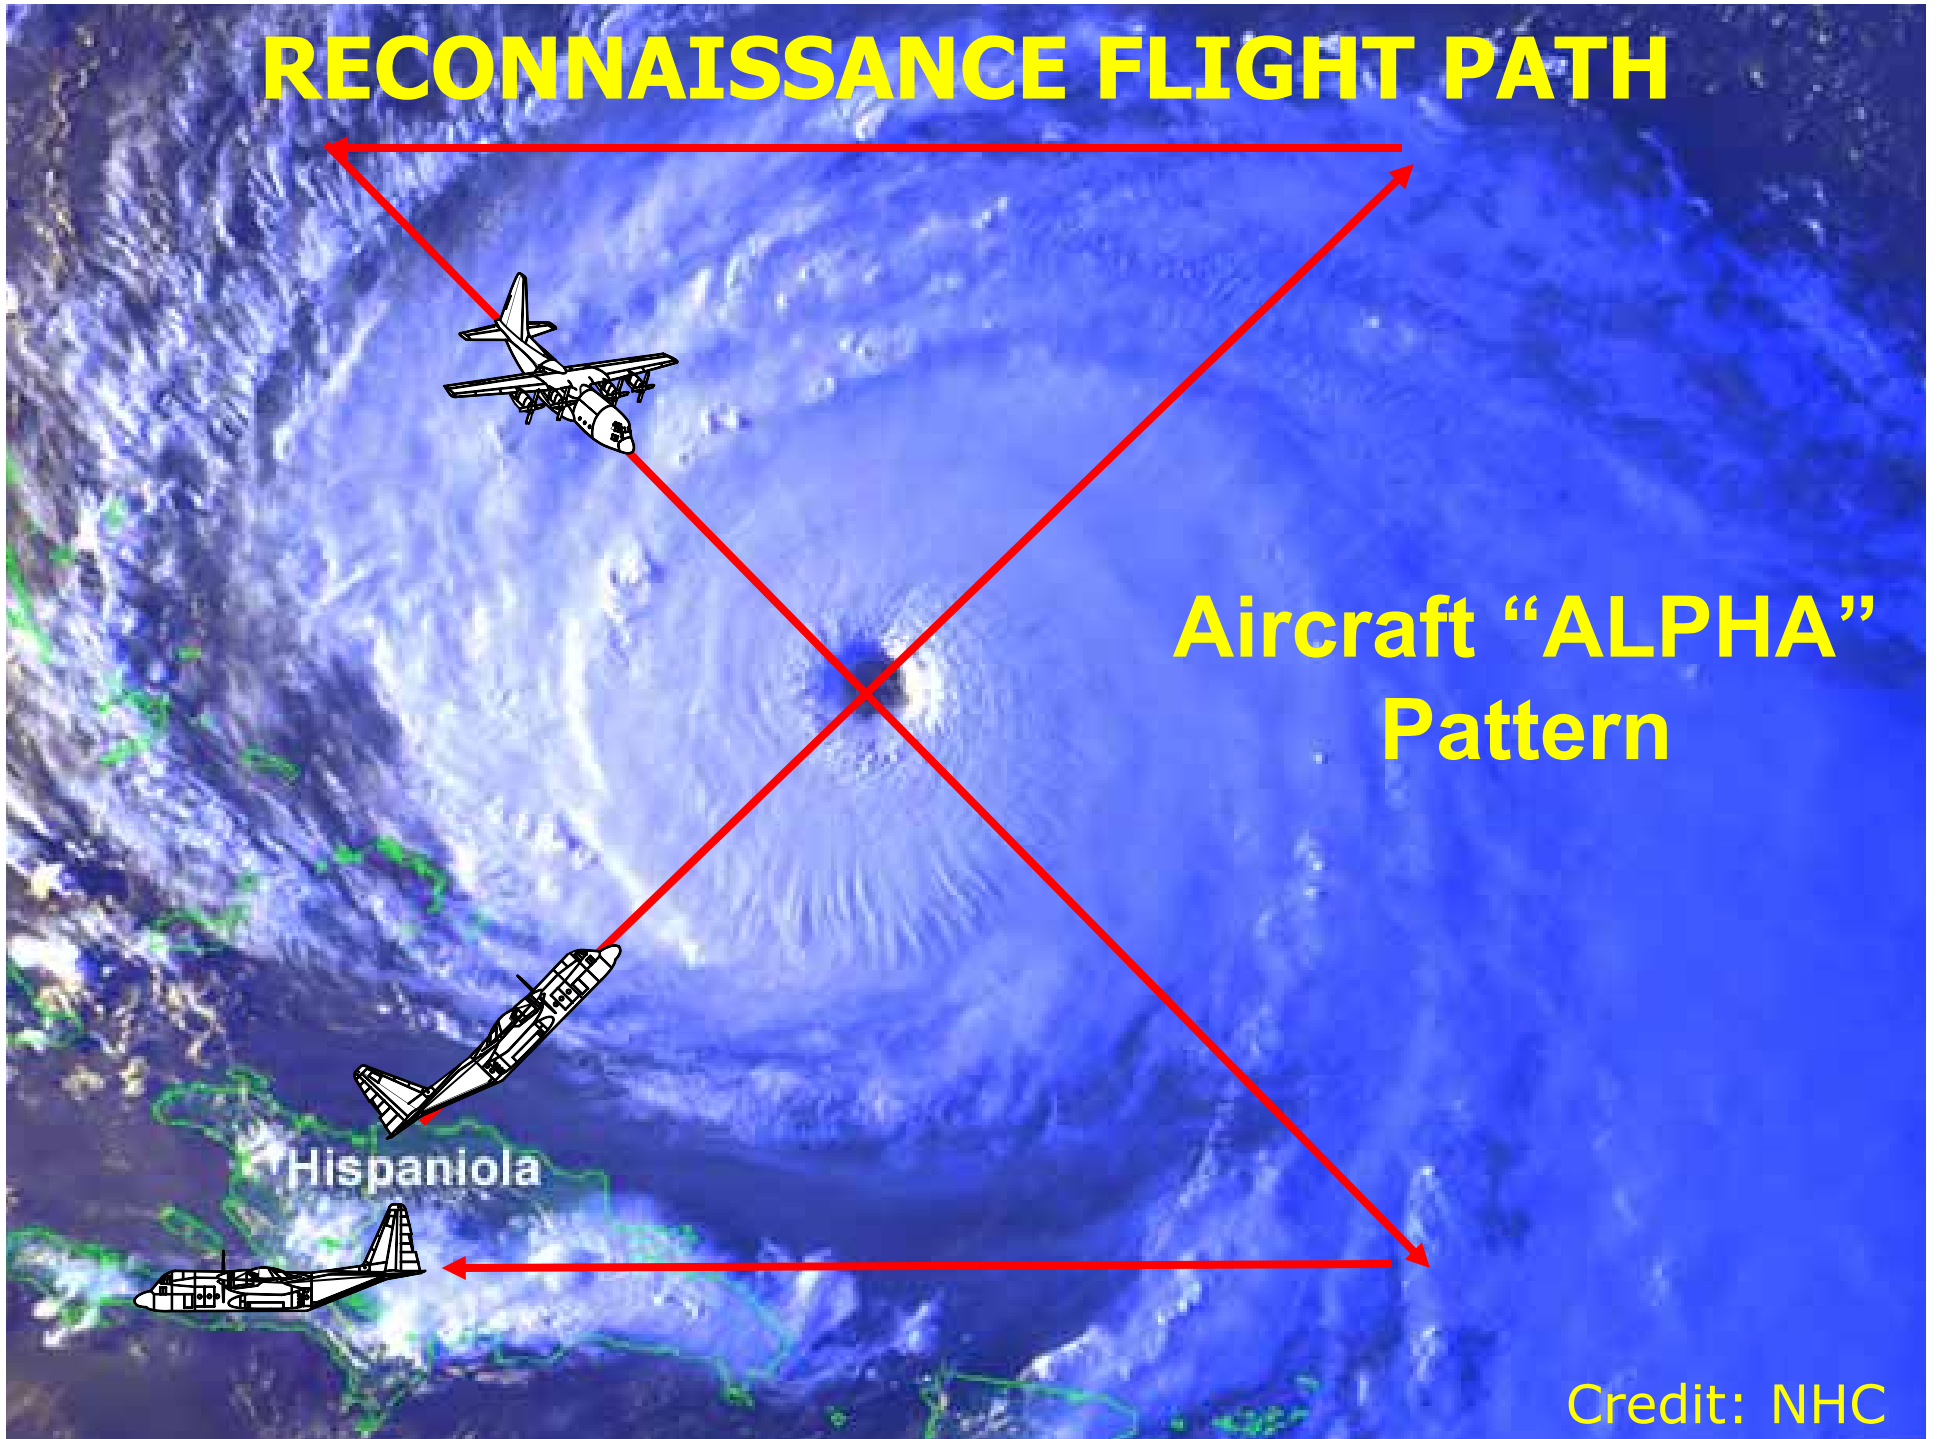 RECONNAISSANCE FLIGHT PATH
Aircraft “ALPHA”
Pattern
Hispaniola
Credit: NHC